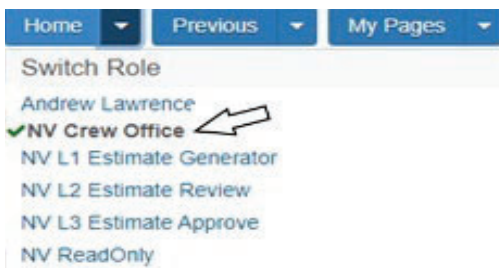 Home Previous My Pages
Switch Role
Andrew Lawrence
NV Crew Office
NV L1 Estimate Generator
NV L2 Estimate Review
NV L3 Estimate Approve
NV ReadOnly